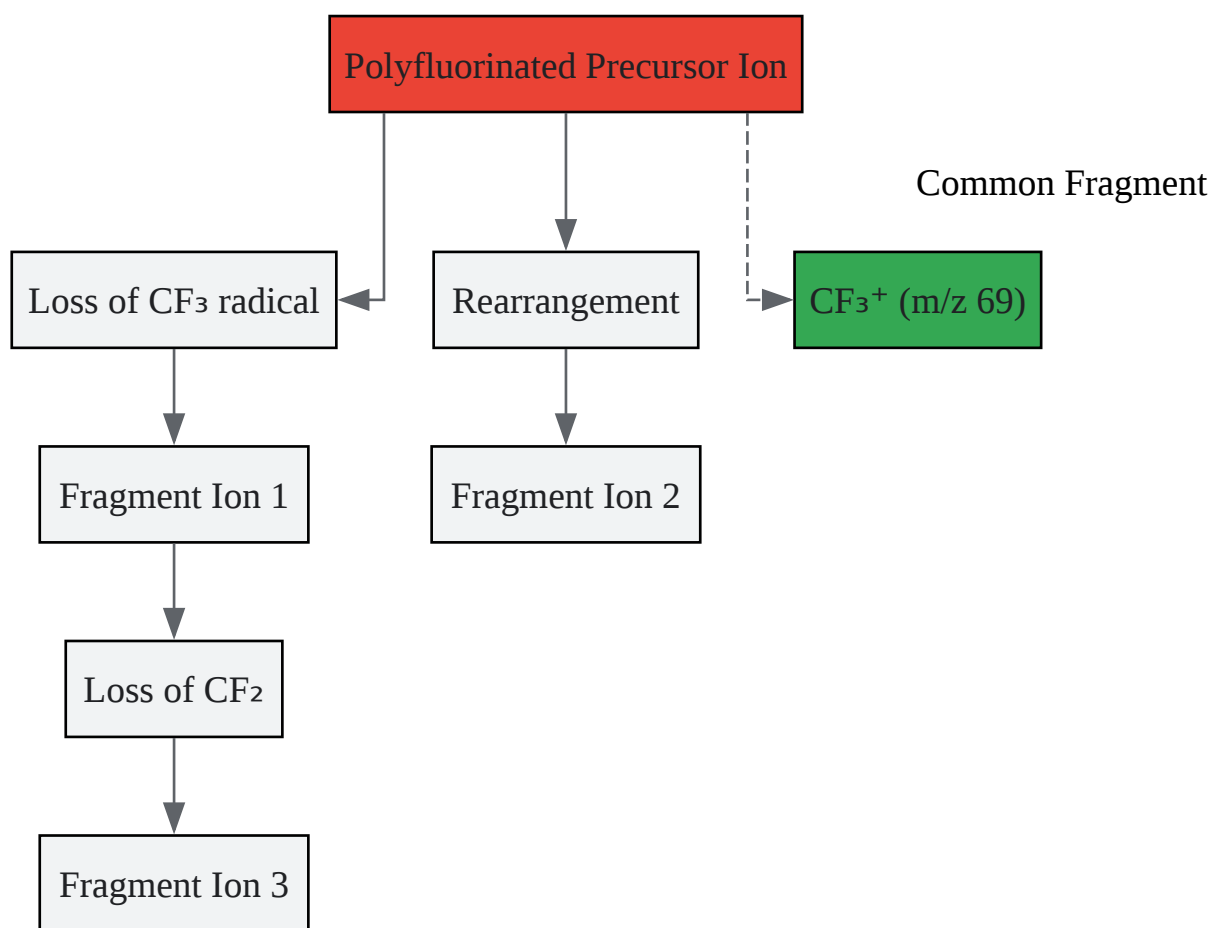 Polyfluorinated Precursor Ion
Common Fragment
Loss of CF₃ radical
Rearrangement
CF₃⁺ (m/z 69)
Fragment Ion 1
Fragment Ion 2
Loss of CF₂
Fragment Ion 3